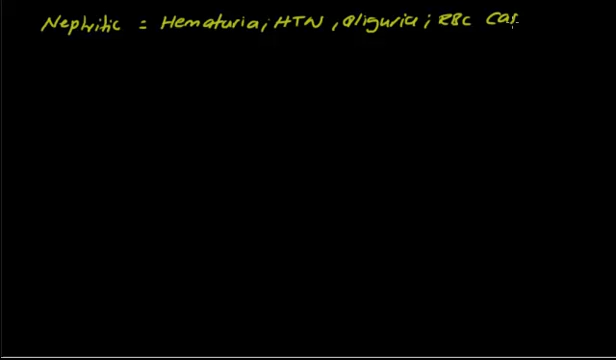 Nephritic = Hematuria; HTN, Oliguria; RBC Cas